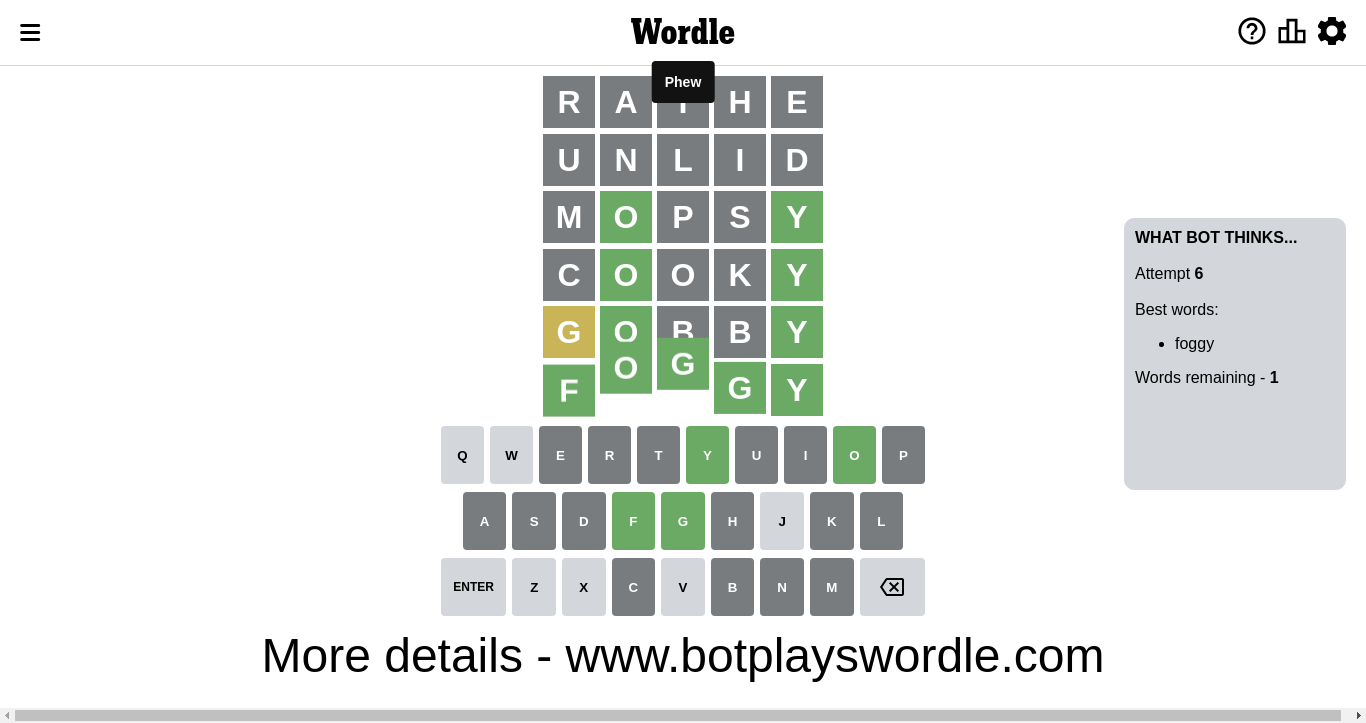 Wordle
Phew
R A H E
U N L I D
M O P S Y
C O O K Y
G O B B Y
F O G G Y
WHAT BOT THINKS...
Attempt 6
Best words:
• foggy
Words remaining - 1
Q W E R T Y U I O P
A S D F G H J K L
ENTER Z X C V B N M
More details - www.botplayswordle.com